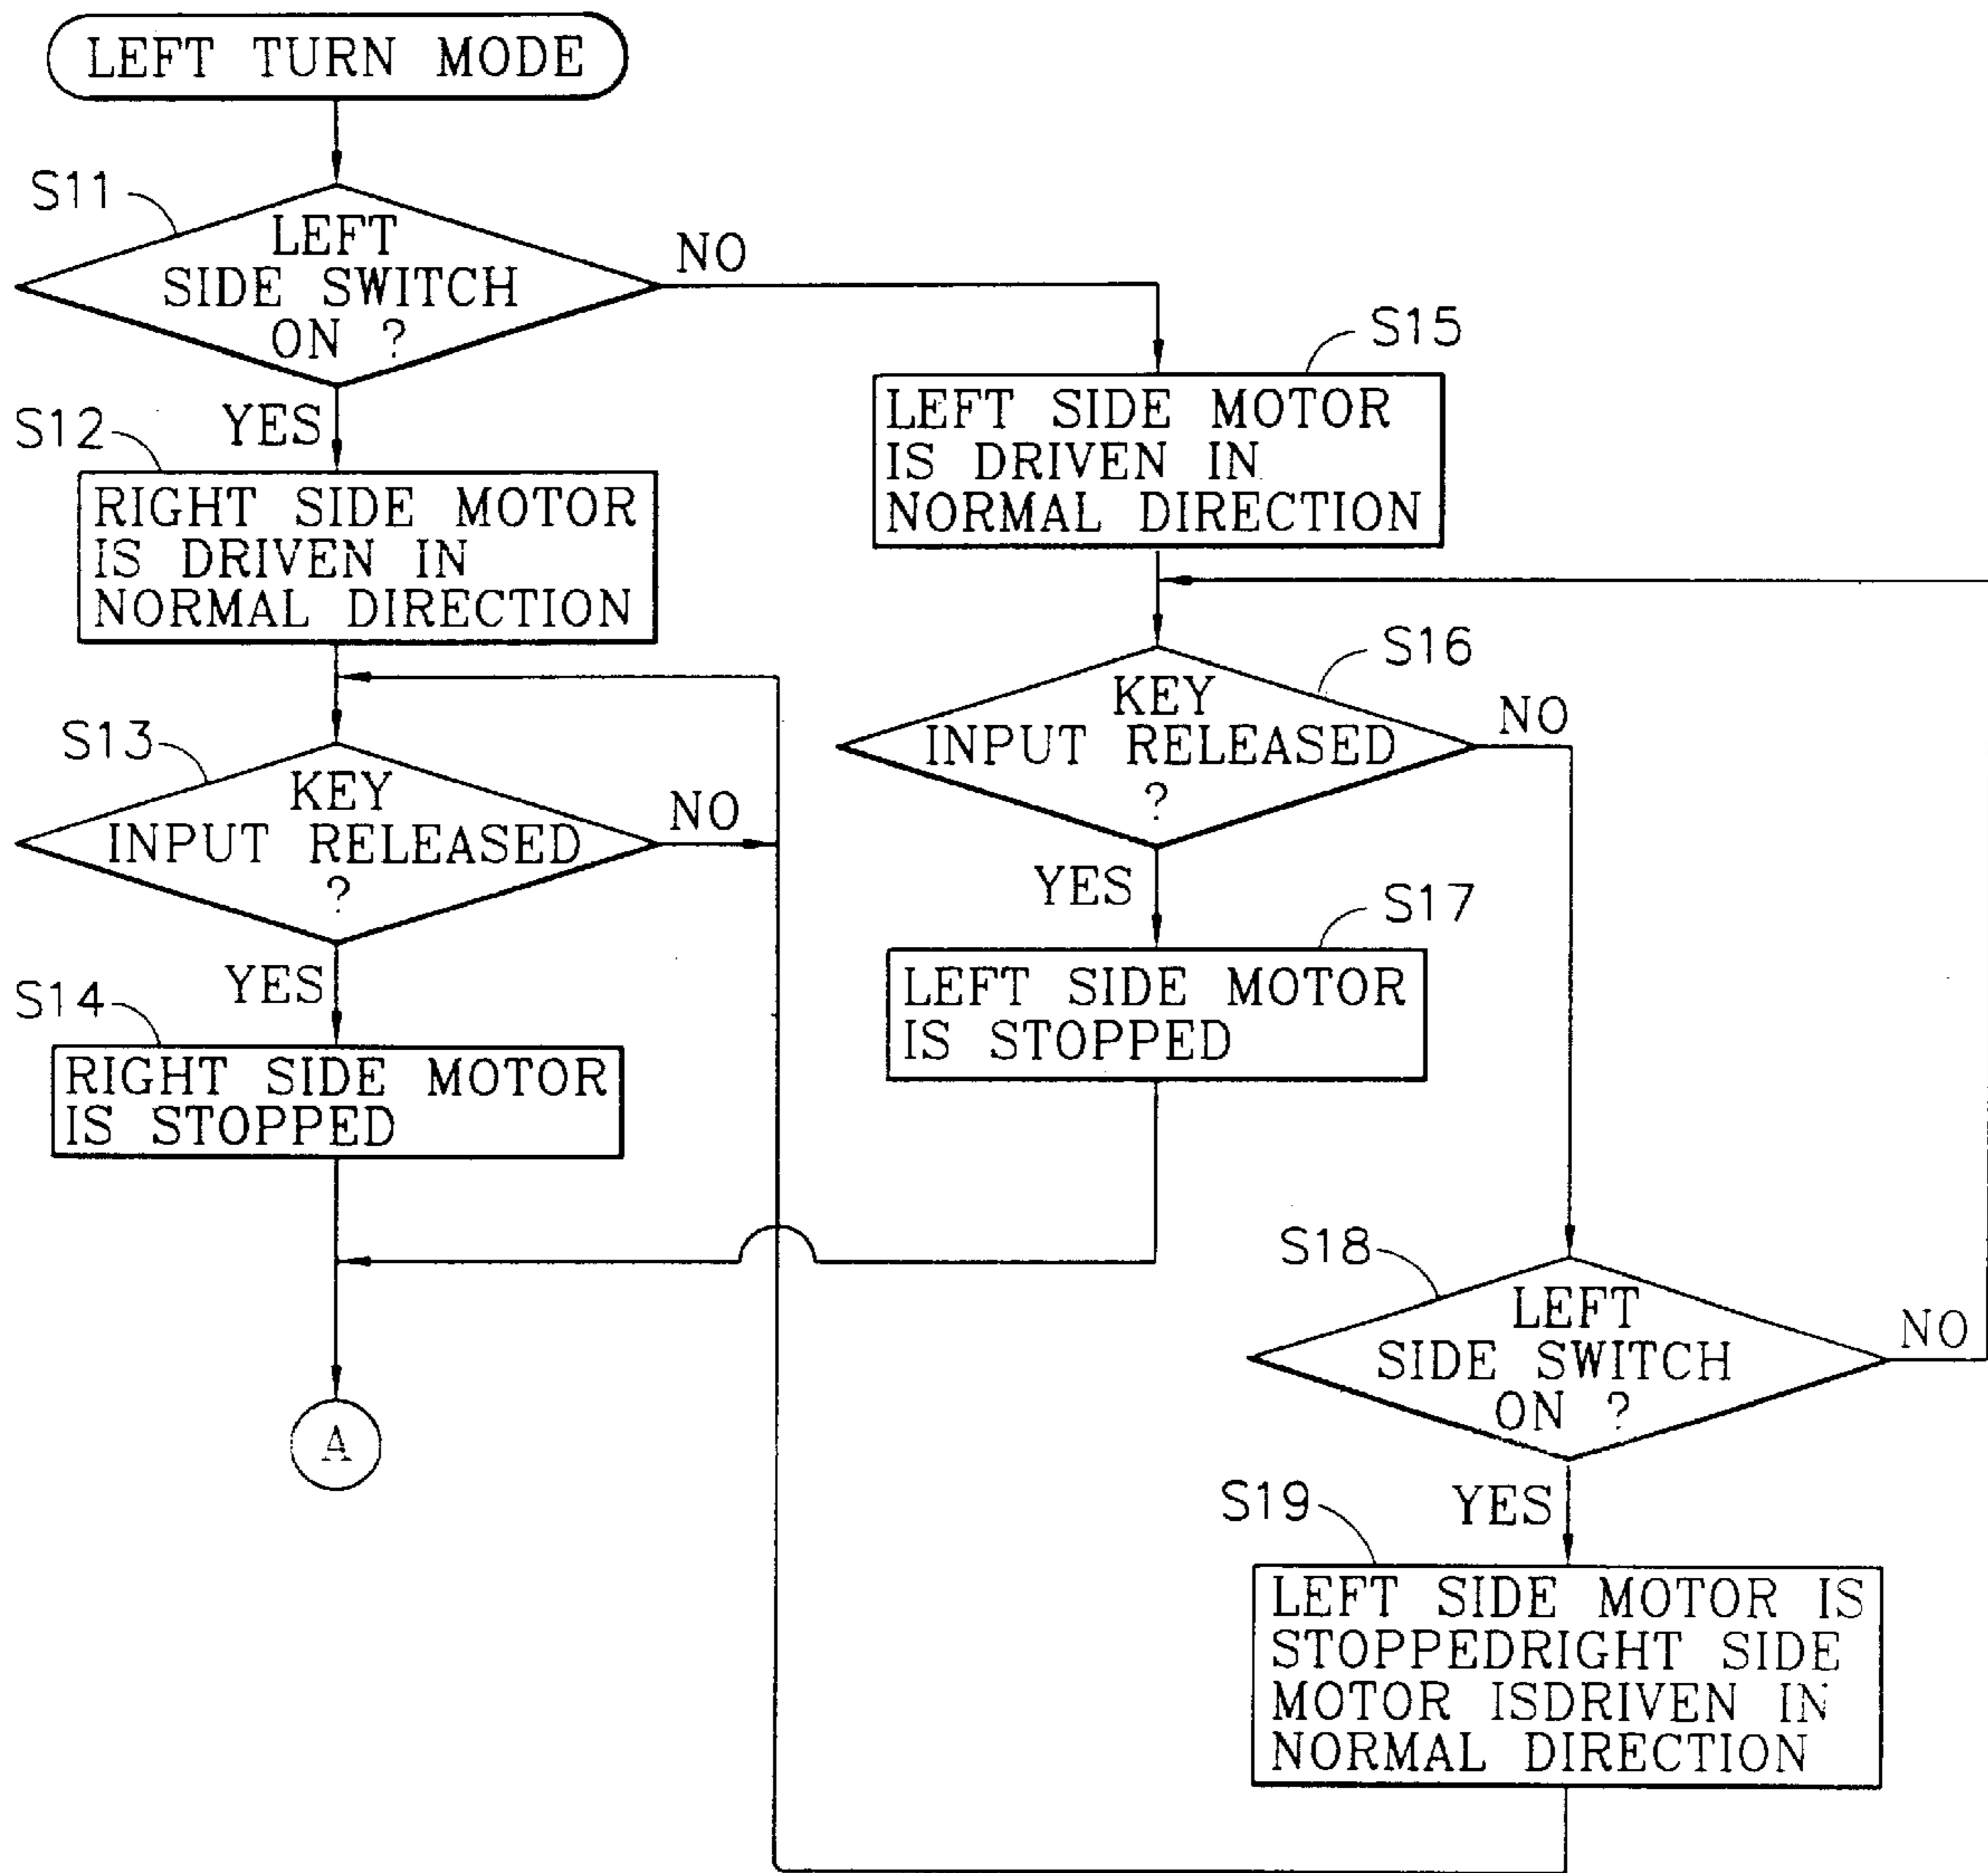 LEFT TURN MODE
S11
LEFT
SIDE SWITCH
ON ?
NO
YES
S12
RIGHT SIDE MOTOR
IS DRIVEN IN
NORMAL DIRECTION
S13
KEY
INPUT RELEASED
?
NO
YES
S14
RIGHT SIDE MOTOR
IS STOPPED
A
S15
LEFT SIDE MOTOR
IS DRIVEN IN
NORMAL DIRECTION
S16
KEY
INPUT RELEASED
?
NO
YES
S17
LEFT SIDE MOTOR
IS STOPPED
S18
LEFT
SIDE SWITCH
ON ?
NO
YES
S19
LEFT SIDE MOTOR IS
STOPPEDRIGHT SIDE
MOTOR ISDRIVEN IN
NORMAL DIRECTION